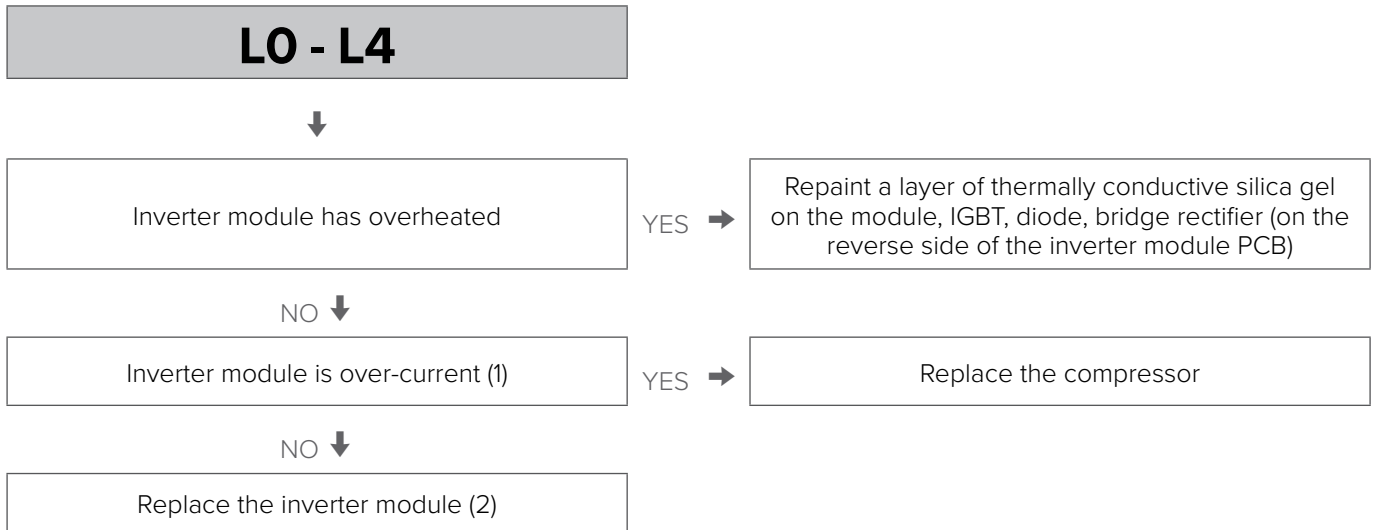 L0 - L4
Inverter module has overheated
YES
Repaint a layer of thermally conductive silica gel
on the module, IGBT, diode, bridge rectifier (on the
reverse side of the inverter module PCB)
NO
Inverter module is over-current (1)
YES
Replace the compressor
NO
Replace the inverter module (2)